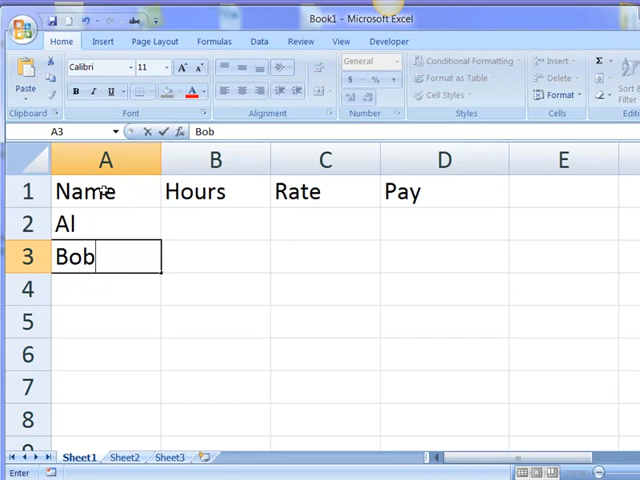 Book1 - Microsoft Excel
Home Insert Page Layout Formulas Data Review View Developer
Paste
Clipboard
Calibri 11
B I U
Font
Alignment
General
$ % ,
Number
Conditional Formatting
Format as Table
Cell Styles
Styles
Insert
Delete
Format
Cells
A3 Bob
A B C D E
1 Name Hours Rate Pay
2 Al
3 Bob
4
5
6
7
8
Sheet1 Sheet2 Sheet3
Enter